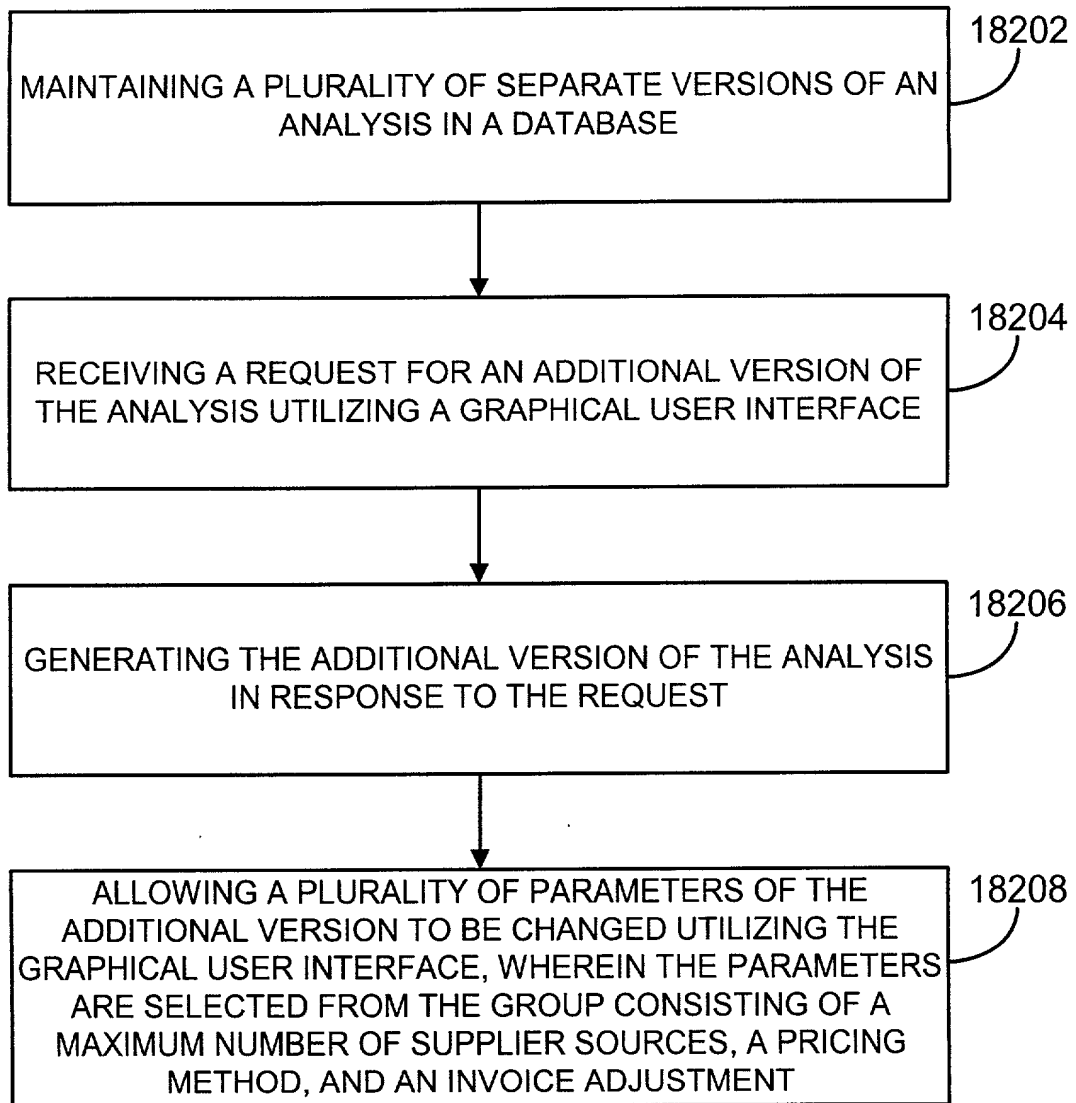 18202
MAINTAINING A PLURALITY OF SEPARATE VERSIONS OF AN
ANALYSIS IN A DATABASE
18204
RECEIVING A REQUEST FOR AN ADDITIONAL VERSION OF
THE ANALYSIS UTILIZING A GRAPHICAL USER INTERFACE
18206
GENERATING THE ADDITIONAL VERSION OF THE ANALYSIS
IN RESPONSE TO THE REQUEST
18208
ALLOWING A PLURALITY OF PARAMETERS OF THE
ADDITIONAL VERSION TO BE CHANGED UTILIZING THE
GRAPHICAL USER INTERFACE, WHEREIN THE PARAMETERS
ARE SELECTED FROM THE GROUP CONSISTING OF A
MAXIMUM NUMBER OF SUPPLIER SOURCES, A PRICING
METHOD, AND AN INVOICE ADJUSTMENT